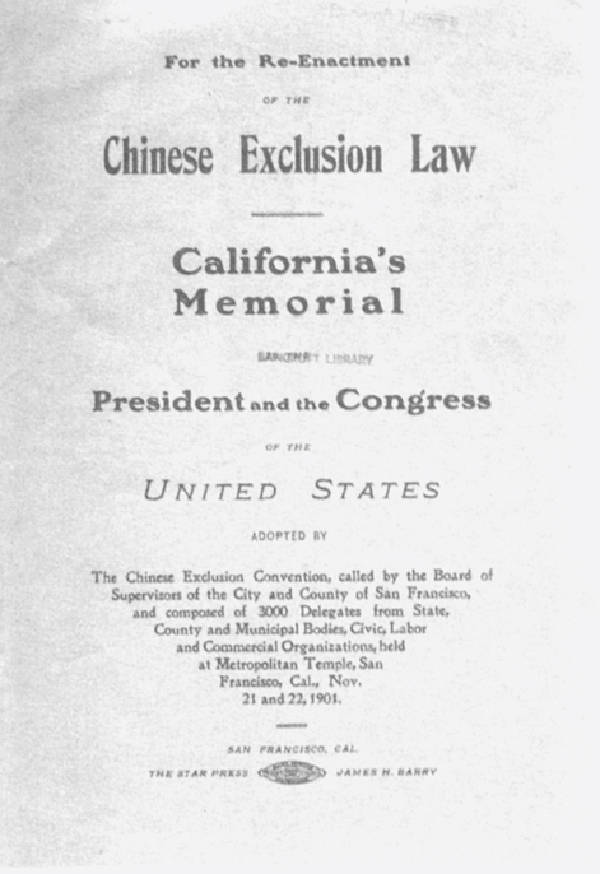 For the Re-Enactment
OF THE
Chinese Exclusion Law
California's
Memorial
LIBRARY
President and the Congress
OF THE
UNITED STATES
ADOPTED BY
The Chinese Exclusion Convention, called by the Board of
Supervisors of the City and County of San Francisco,
and composed of 3000 Delegates from State,
County and Municipal Bodies, Civic, Labor
and Commercial Organizations, held
at Metropolitan Temple, San
Francisco, Cal., Nov.
21 and 22, 1901.
SAN FRANCISCO, CAL.
THE STAR PRESS JAMES H. BARRY